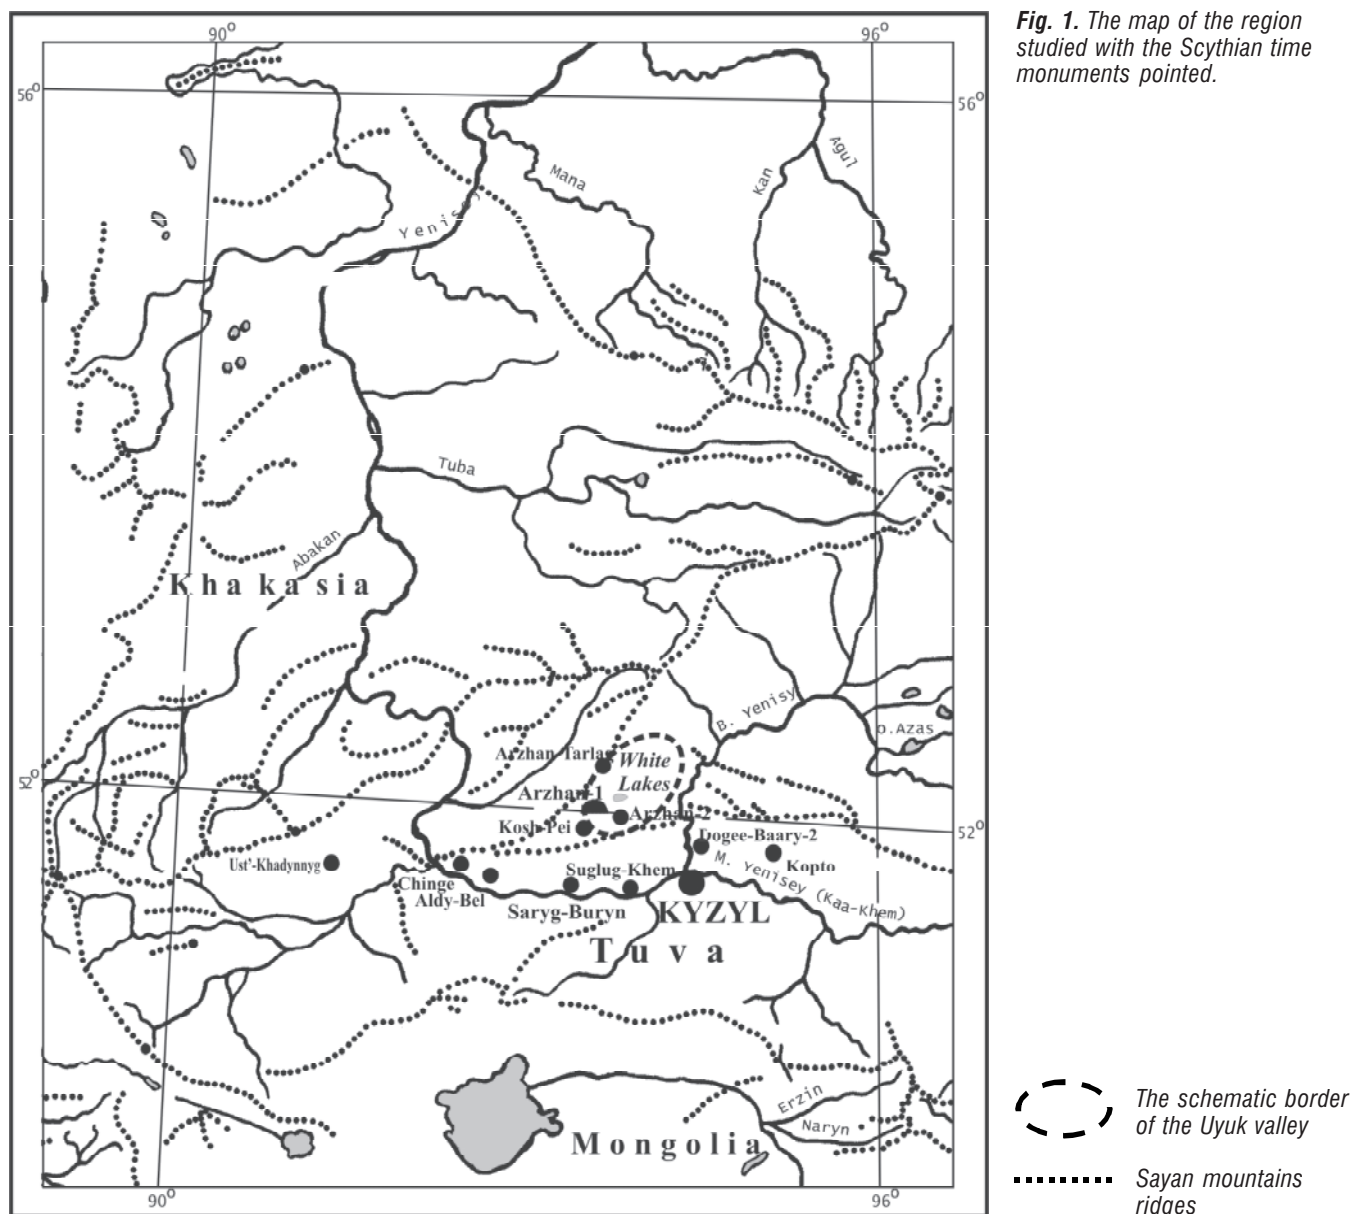 Fig. 1. The map of the region
studied with the Scythian time
monuments pointed.
90°
96°
56°
56°
Agul
Kan
Mana
Yenisey
Tuba
Abakan
Khakasia
B. Yenisy
o.Azas
Arzhan-Tarlag
White
Lakes
52°
Arzhan-1
Arzhan-2
Kosh-Pei
52°
Dogee-Baary-2
Ust'-Khadynnyg
Suglug-Khem
Kopto
M. Yenisey (Kaa-Khem)
Chinge
Aldy-Bel
Saryg-Buryn
KYZYL
Tuva
Erzin
Naryn
Mongolia
90°
96°
The schematic border
of the Uyuk valley
Sayan mountains
ridges